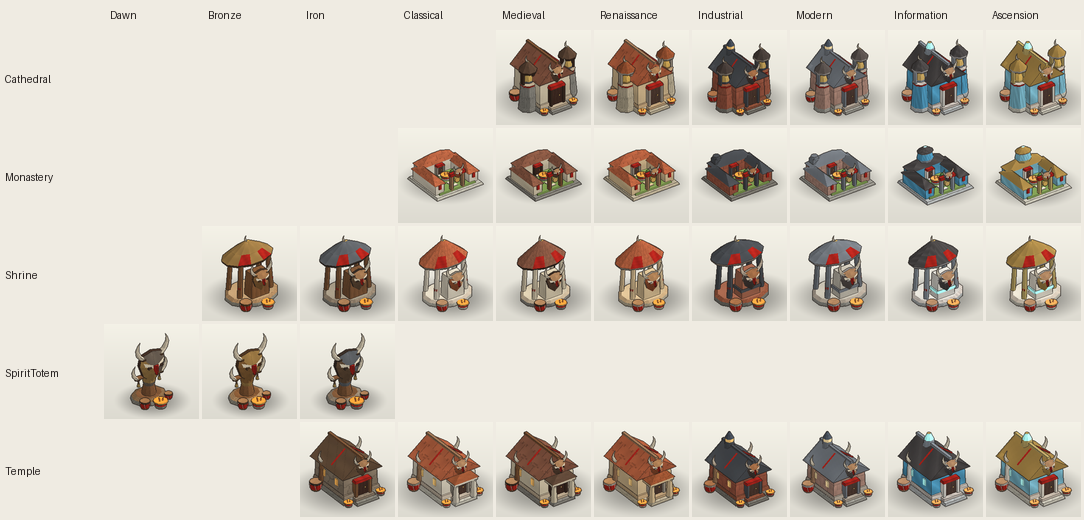 Dawn Bronze Iron Classical Medieval Renaissance Industrial Modern Information Ascension
Cathedral
Monastery
Shrine
SpiritTotem
Temple